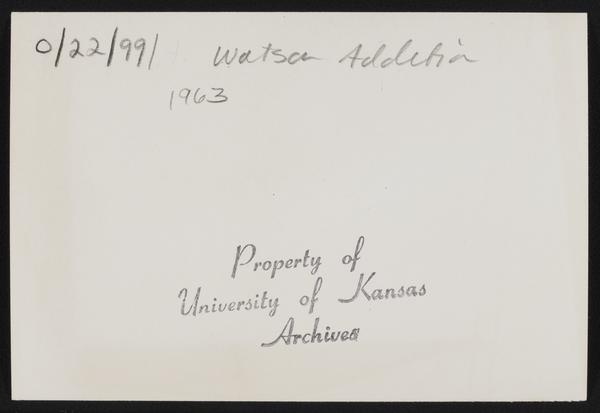 0/22/99/ Watson Addition
1963
Property of
University of Kansas
Archives